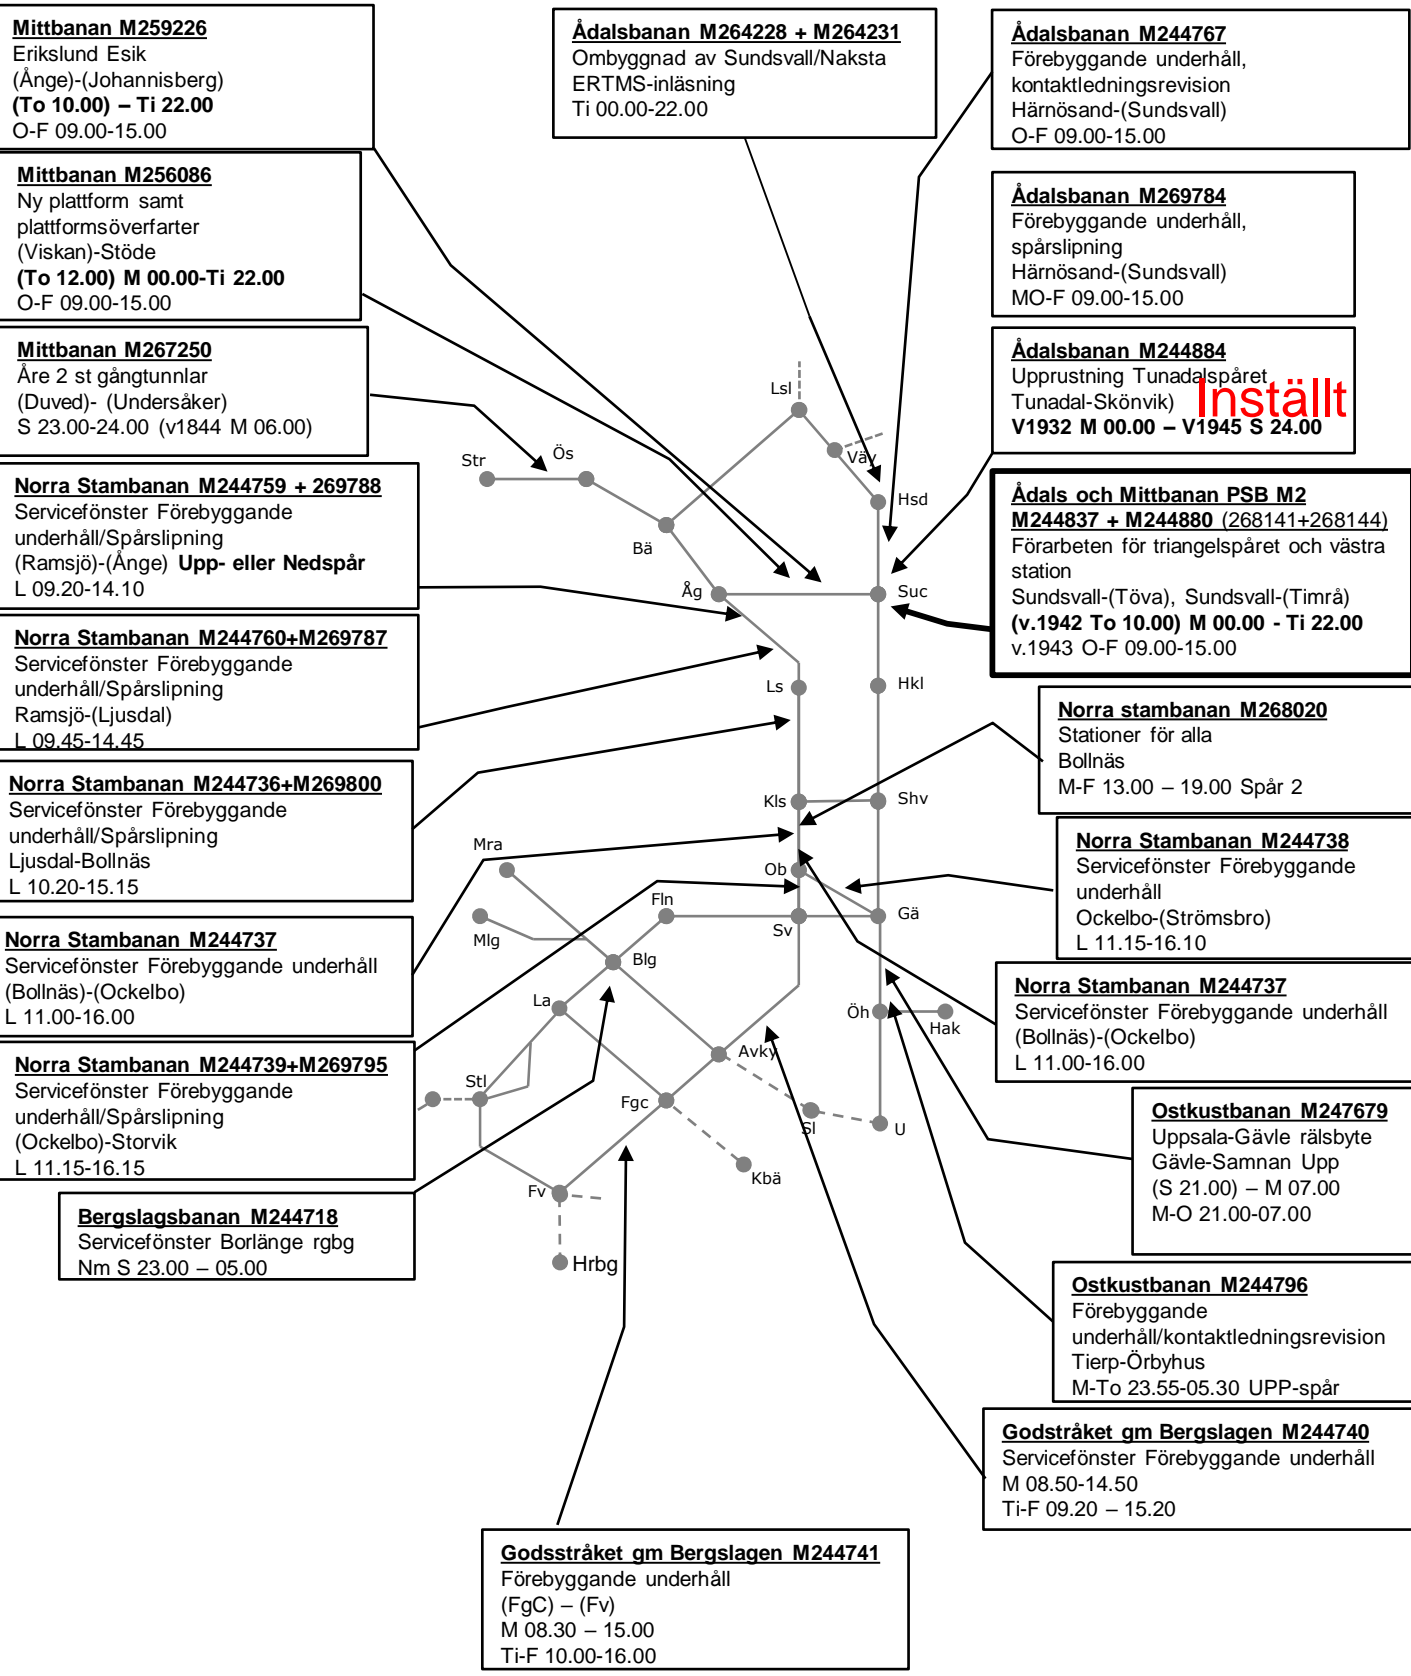 Mittbanan M259226
Erikslund Esik
(Ånge)-(Johannisberg)
(To 10.00) – Ti 22.00
O-F 09.00-15.00
Mittbanan M256086
Ny plattform samt
plattformsöverfarter
(Viskan)-Stöde
(To 12.00) M 00.00-Ti 22.00
O-F 09.00-15.00
Mittbanan M267250
Åre 2 st gångtunnlar
(Duved)- (Undersåker)
S 23.00-24.00 (v1844 M 06.00)
Norra Stambanan M244759 + 269788
Servicefönster Förebyggande
underhåll/Spårslipning
(Ramsjö)-(Ånge) Upp- eller Nedspår
L 09.20-14.10
Norra Stambanan M244760+M269787
Servicefönster Förebyggande
underhåll/Spårslipning
Ramsjö-(Ljusdal)
L 09.45-14.45
Norra Stambanan M244736+M269800
Servicefönster Förebyggande
underhåll/Spårslipning
Ljusdal-Bollnäs
L 10.20-15.15
Norra Stambanan M244737
Servicefönster Förebyggande underhåll
(Bollnäs)-(Ockelbo)
L 11.00-16.00
Norra Stambanan M244739+M269795
Servicefönster Förebyggande
underhåll/Spårslipning
(Ockelbo)-Storvik
L 11.15-16.15
Bergslagsbanan M244718
Servicefönster Borlänge rgbg
Nm S 23.00 – 05.00
Ådalsbanan M264228 + M264231
Ombyggnad av Sundsvall/Naksta
ERTMS-inläsning
Ti 00.00-22.00
Lsl
Väy
Str
Ös
Hsd
Bä
Åg
Suc
Ls
Hkl
Kls
Shv
Mra
Ob
Fln
Mlg
Sv
Gä
Blg
La
Öh
Hak
Avky
Stl
Fgc
Sl
U
Kbä
Fv
Hrbg
Godsstråket gm Bergslagen M244741
Förebyggande underhåll
(FgC) – (Fv)
M 08.30 – 15.00
Ti-F 10.00-16.00
Ådalsbanan M244767
Förebyggande underhåll,
kontaktledningsrevision
Härnösand-(Sundsvall)
O-F 09.00-15.00
Ådalsbanan M269784
Förebyggande underhåll,
spårslipning
Härnösand-(Sundsvall)
MO-F 09.00-15.00
Ådalsbanan M244884
Upprustning Tunadalspåret
Tunadal-Skönvik)
Inställt
V1932 M 00.00 – V1945 S 24.00
Ådals och Mittbanan PSB M2
M244837 + M244880 (268141+268144)
Förarbeten för triangelspåret och västra
station
Sundsvall-(Töva), Sundsvall-(Timrå)
(v.1942 To 10.00) M 00.00 - Ti 22.00
v.1943 O-F 09.00-15.00
Norra stambanan M268020
Stationer för alla
Bollnäs
M-F 13.00 – 19.00 Spår 2
Norra Stambanan M244738
Servicefönster Förebyggande
underhåll
Ockelbo-(Strömsbro)
L 11.15-16.10
Norra Stambanan M244737
Servicefönster Förebyggande underhåll
(Bollnäs)-(Ockelbo)
L 11.00-16.00
Ostkustbanan M247679
Uppsala-Gävle rälsbyte
Gävle-Samnan Upp
(S 21.00) – M 07.00
M-O 21.00-07.00
Ostkustbanan M244796
Förebyggande
underhåll/kontaktledningsrevision
Tierp-Örbyhus
M-To 23.55-05.30 UPP-spår
Godstråket gm Bergslagen M244740
Servicefönster Förebyggande underhåll
M 08.50-14.50
Ti-F 09.20 – 15.20